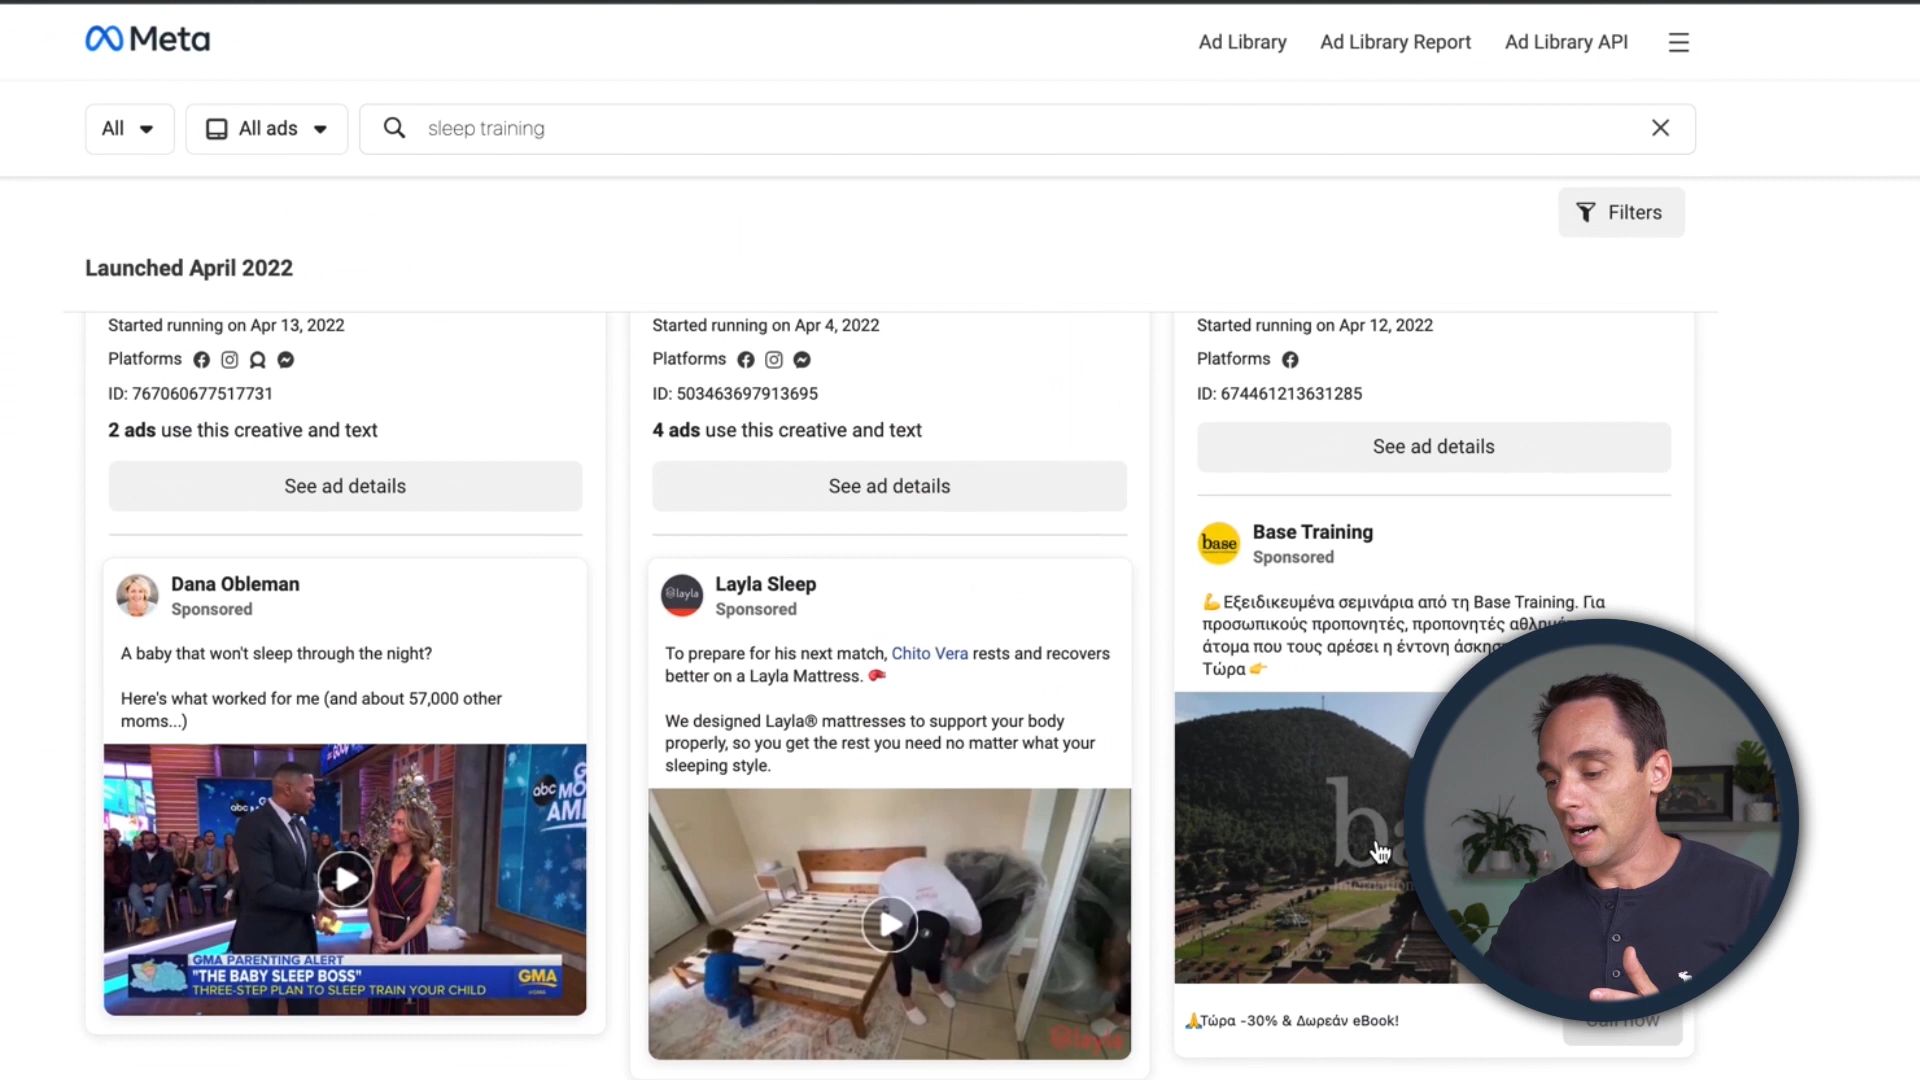 Meta
Ad Library
Ad Library Report
Ad Library API
All
All ads
sleep training
Filters
Launched April 2022
Started running on Apr 13, 2022
Platforms
ID: 767060677517731
2 ads use this creative and text
See ad details
Dana Obleman
Sponsored
A baby that won't sleep through the night?
Here's what worked for me (and about 57,000 other
moms...)
abc
abc MO
AME
GMA PARENTING ALERT
"THE BABY SLEEP BOSS"
THREE-STEP PLAN TO SLEEP TRAIN YOUR CHILD
GMA
Started running on Apr 4, 2022
Platforms
ID: 503463697913695
4 ads use this creative and text
See ad details
layla
Layla Sleep
Sponsored
To prepare for his next match, Chito Vera rests and recovers
better on a Layla Mattress.
We designed Layla® mattresses to support your body
properly, so you get the rest you need no matter what your
sleeping style.
layla
Started running on Apr 12, 2022
Platforms
ID: 674461213631285
See ad details
base
Base Training
Sponsored
Εξειδικευμένα σεμινάρια από τη Base Training. Για
προσωπικούς προπονητές, προπονητές
άτομα που τους αρέσει η έντονη
Τώρα
ba
Τώρα -30% & Δωρεάν eBook!